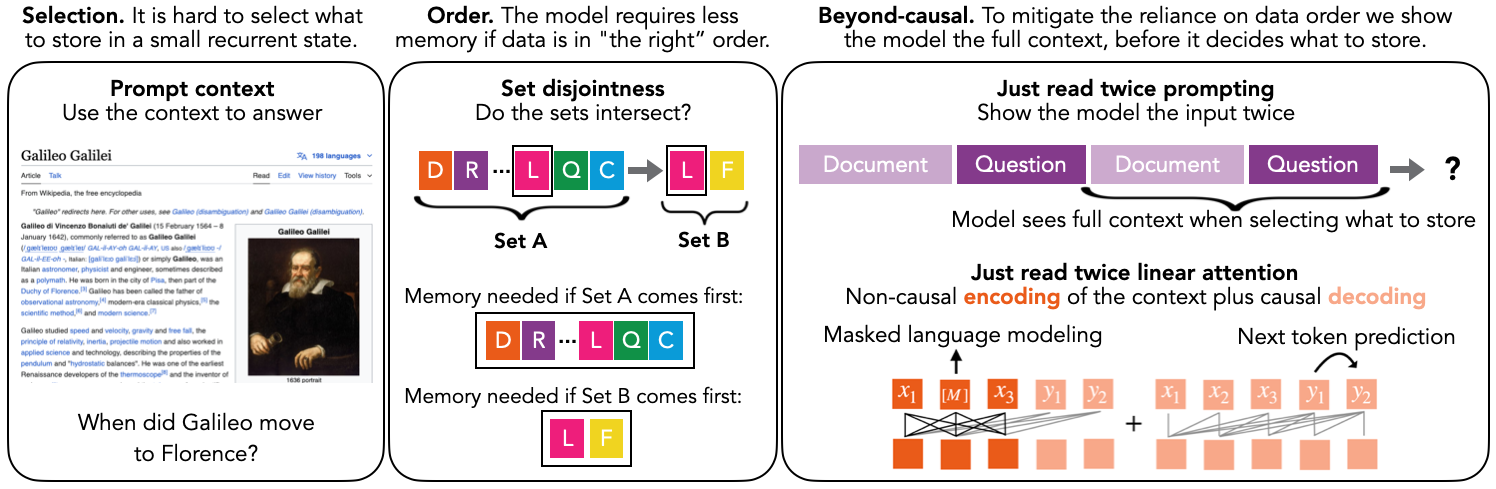 Selection. It is hard to select what
to store in a small recurrent state.
Prompt context
Use the context to answer
Galileo Galilei
198 languages
Article Talk
Read Edit View history Tools
From Wikipedia, the free encyclopedia
"Galileo" redirects here. For other uses, see Galileo (disambiguation) and Galileo Galilei (disambiguation).
Galileo di Vincenzo Bonaiuti de' Galilei (15 February 1564 – 8
January 1642), commonly referred to as Galileo Galilei
GAL-il-AY-oh GAL-il-AY, US also
GAL-il-EE-oh -, Italian: or simply Galileo, was an
Italian astronomer, physicist and engineer, sometimes described
as a polymath. He was born in the city of Pisa, then part of the
Duchy of Florence.[3] Galileo has been called the father of
observational astronomy,[4] modern-era classical physics,[5] the
scientific method,[6] and modern science.[7]
Galileo studied speed and velocity, gravity and free fall, the
principle of relativity, inertia, projectile motion and also worked in
applied science and technology, describing the properties of the
pendulum and "hydrostatic balances". He was one of the earliest
Renaissance developers of the thermoscope[8] and the inventor of
Galileo Galilei
1636 portrait
When did Galileo move
to Florence?
Order. The model requires less
memory if data is in "the right” order.
Set disjointness
Do the sets intersect?
D R ... L Q C L F
Set A Set B
Memory needed if Set A comes first:
D R ... L Q C
Memory needed if Set B comes first:
L F
Beyond-causal. To mitigate the reliance on data order we show
the model the full context, before it decides what to store.
Just read twice prompting
Show the model the input twice
Document Question Document Question ?
Model sees full context when selecting what to store
Just read twice linear attention
Non-causal encoding of the context plus causal decoding
Masked language modeling
Next token prediction
x1 [M] x3 y1 y2 + x1 x2 x3 y1 y2